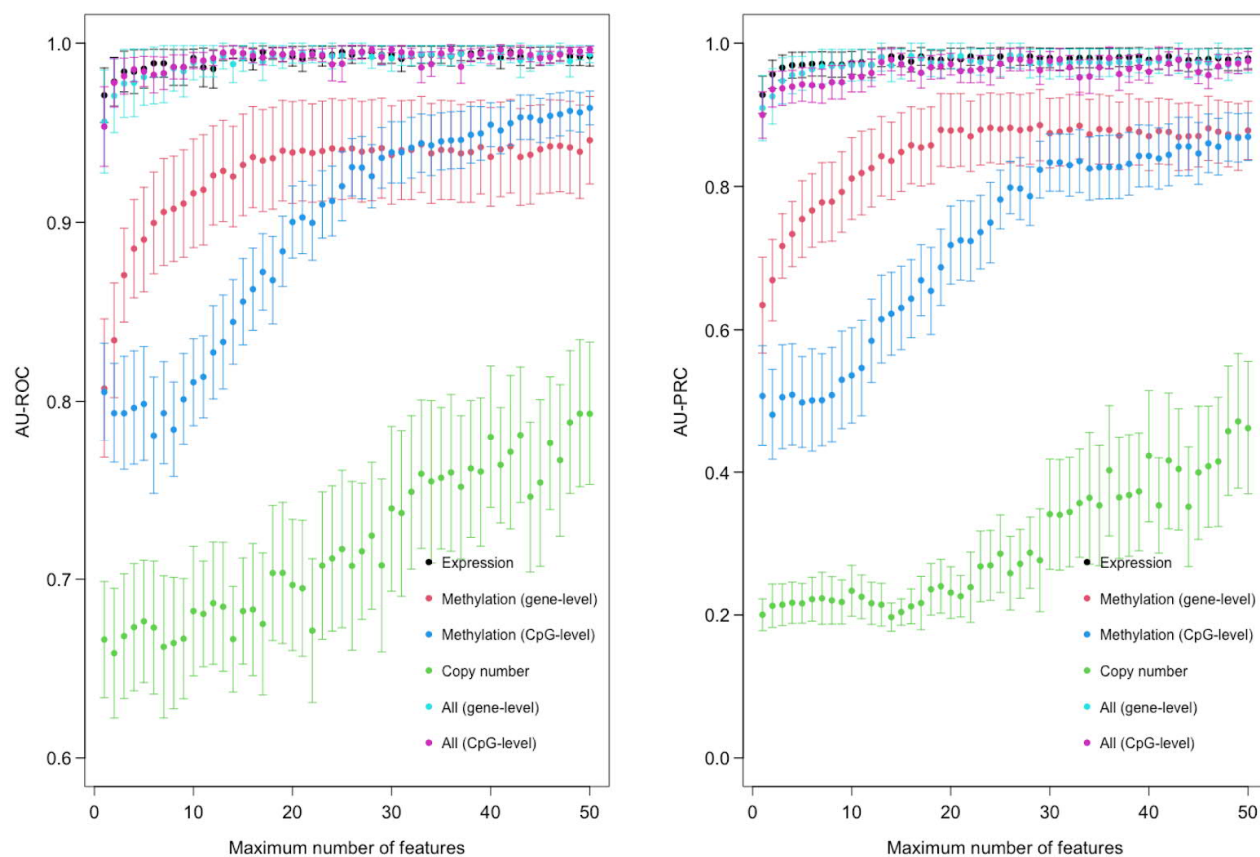 AU-ROC
1.0
0.9
0.8
0.7
0.6
Expression
Methylation (gene-level)
Methylation (CpG-level)
Copy number
All (gene-level)
All (CpG-level)
0 10 20 30 40 50
Maximum number of features
AU-PRC
1.0
0.8
0.6
0.4
0.2
0.0
Expression
Methylation (gene-level)
Methylation (CpG-level)
Copy number
All (gene-level)
All (CpG-level)
0 10 20 30 40 50
Maximum number of features